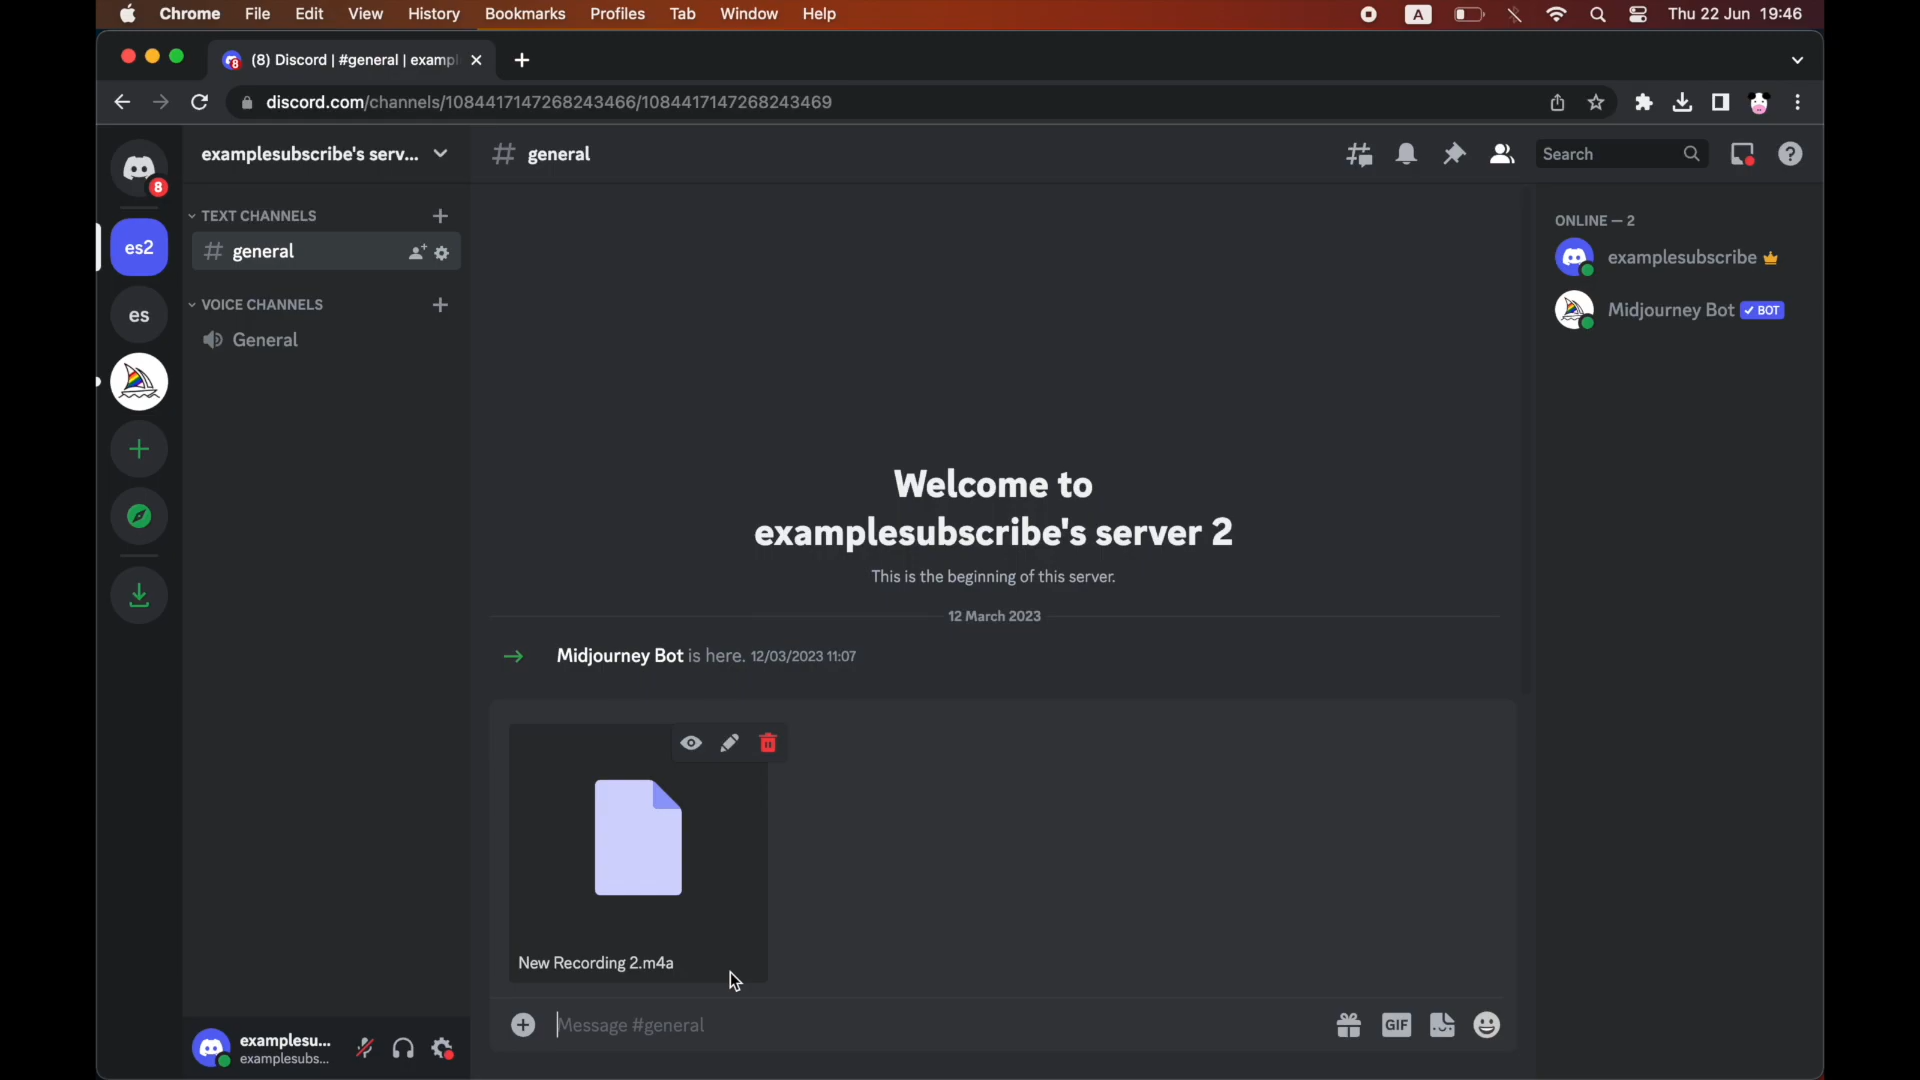 Chrome File Edit View History Bookmarks Profiles Tab Window Help A Thu 22 Jun 19:46
8 (8) Discord | #general | exampl
discord.com/channels/1084417147268243466/1084417147268243469
8
es2
es
examplesubscribe's serv...
TEXT CHANNELS
general
VOICE CHANNELS
General
examplesu...
examplesubs...
general
Search
Welcome to
examplesubscribe's server 2
This is the beginning of this server.
12 March 2023
Midjourney Bot is here. 12/03/2023 11:07
New Recording 2.m4a
Message #general
GIF
ONLINE — 2
examplesubscribe
Midjourney Bot BOT